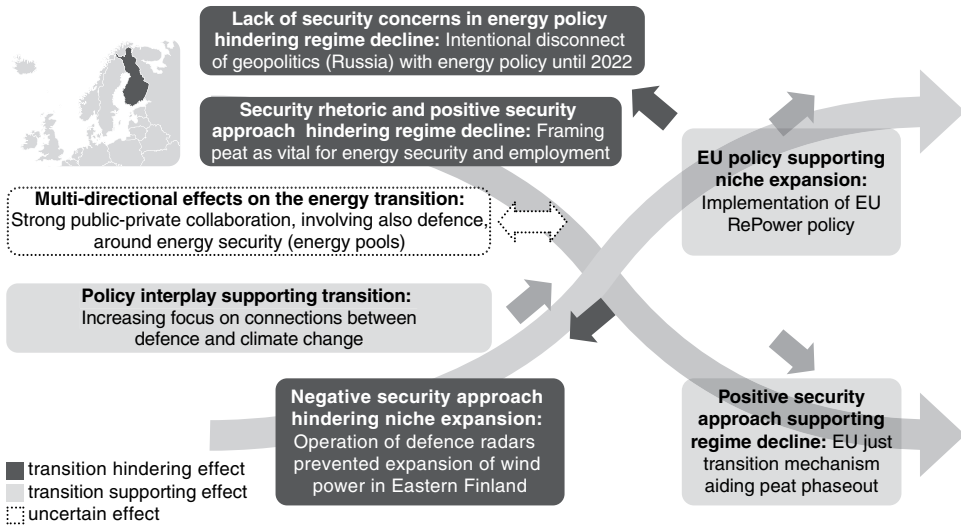 Lack of security concerns in energy policy
hindering regime decline: Intentional disconnect
of geopolitics (Russia) with energy policy until 2022
Security rhetoric and positive security
approach hindering regime decline: Framing
peat as vital for energy security and employment
Multi-directional effects on the energy transition:
Strong public-private collaboration, involving also defence,
around energy security (energy pools)
Policy interplay supporting transition:
Increasing focus on connections between
defence and climate change
Negative security approach
hindering niche expansion:
Operation of defence radars
prevented expansion of wind
power in Eastern Finland
EU policy supporting
niche expansion:
Implementation of EU
RePower policy
Positive security
approach supporting
regime decline: EU just
transition mechanism
aiding peat phaseout
transition hindering effect
transition supporting effect
uncertain effect